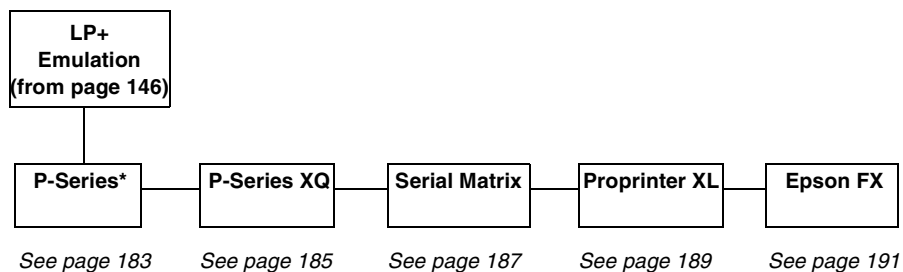 LP+
Emulation
(from page 146)
P-Series*
P-Series XQ
Serial Matrix
Proprinter XL
Epson FX
See page 183
See page 185
See page 187
See page 189
See page 191